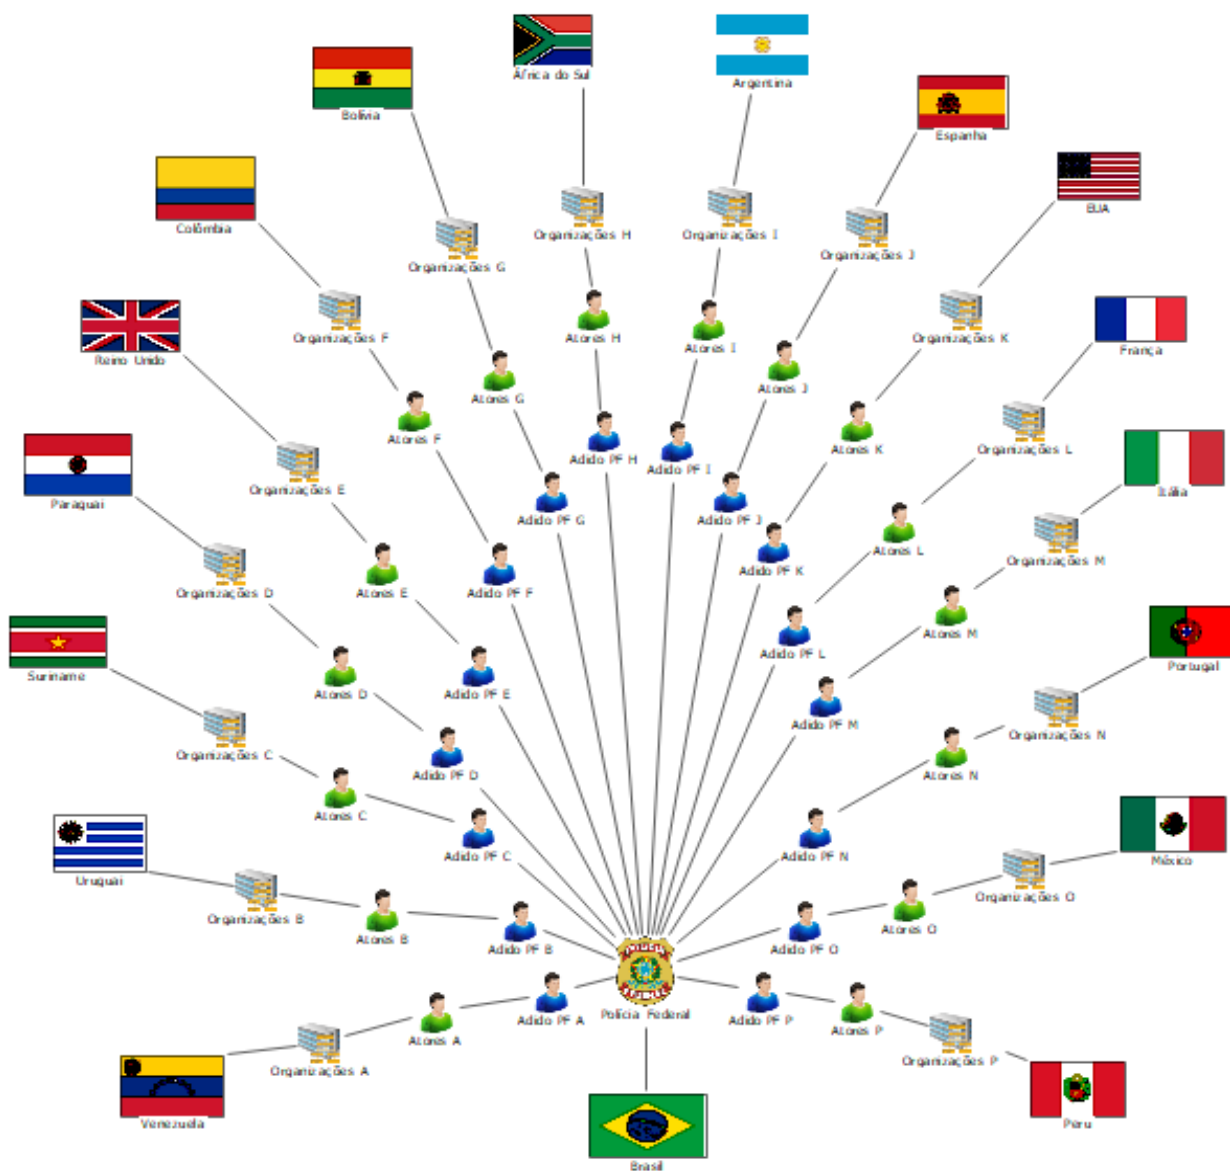 África do Sul
Argentina
Bolívia
Espanha
EUA
Colômbia
Organizações H
Organizações I
Organizações J
Organizações G
França
Reino Unido
Organizações F
Atores H
Atores I
Organizações K
Atores J
Atores G
Organizações L
Itália
Atores F
Atores K
Adido PF H
Adido PF I
Paraguai
Organizações E
Adido PF G
Adido PF J
Atores L
Organizações M
Adido PF K
Organizações D
Atores E
Adido PF F
Atores M
Adido PF L
Portugal
Suriname
Atores D
Adido PF E
Adido PF M
Organizações N
Organizações C
Adido PF D
Atores N
Atores C
Adido PF C
Adido PF N
México
Uruguai
Organizações B
Organizações O
Atores B
Adido PF B
Adido PF O
Atores O
Polícia Federal
Adido PF A
Adido PF P
Atores A
Atores P
Organizações A
Organizações P
Venezuela
Peru
Brasil